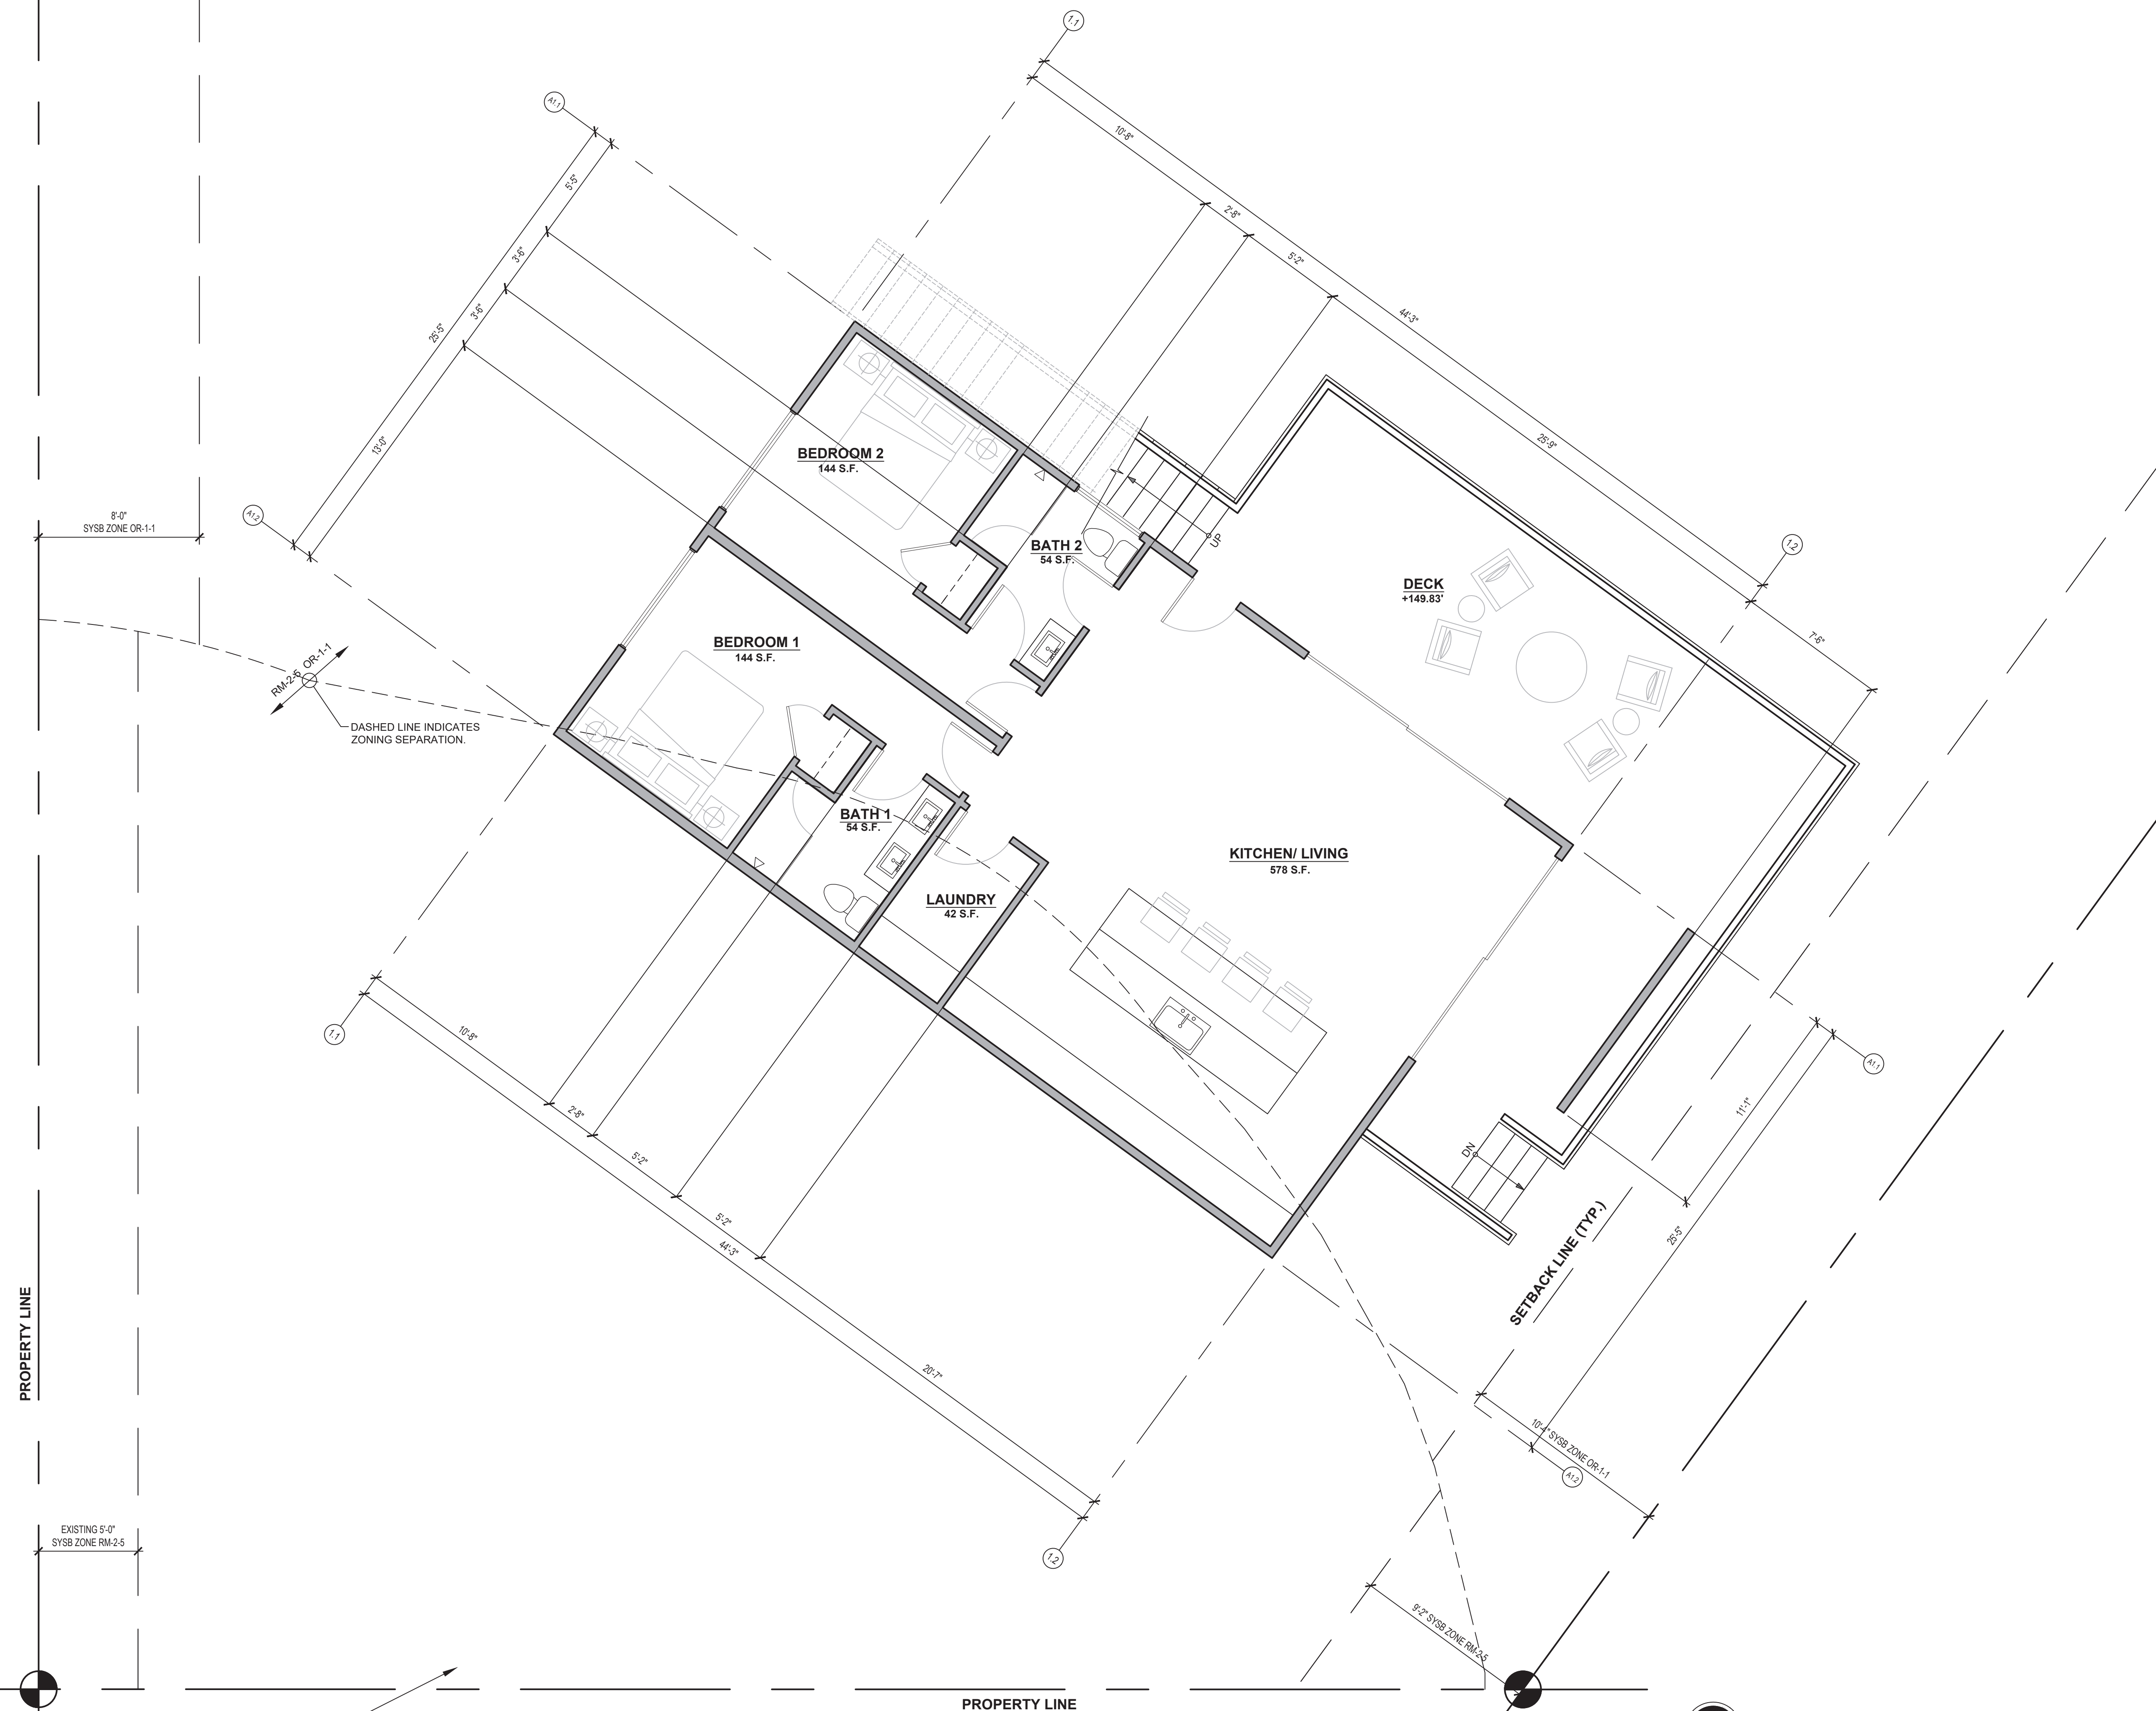 1.1
A1.1
10'-8"
5'-5"
2'-8"
3'-6"
5'-2"
3'-6"
25'-5"
44'-3"
13'-0"
25'-9"
BEDROOM 2
144 S.F.
A1.2
8'-0"
SYSB ZONE OR-1-1
UP
BATH 2
54 S.F.
1.2
DECK
+149.83'
7'-6"
BEDROOM 1
144 S.F.
RM-2-5 OR-1-1
DASHED LINE INDICATES
ZONING SEPARATION.
BATH 1
54 S.F.
KITCHEN/ LIVING
578 S.F.
LAUNDRY
42 S.F.
1.1
10'-8"
A1.1
2'-8"
11'-1"
5'-2"
DN
5'-2"
44'-3"
25'-5"
SETBACK LINE (TYP.)
PROPERTY LINE
20'-7"
10'-4" SYSB ZONE OR-1-1
A1.2
EXISTING 5'-0"
SYSB ZONE RM-2-5
1.2
9'-2" SYSB ZONE RM-2-5
PROPERTY LINE